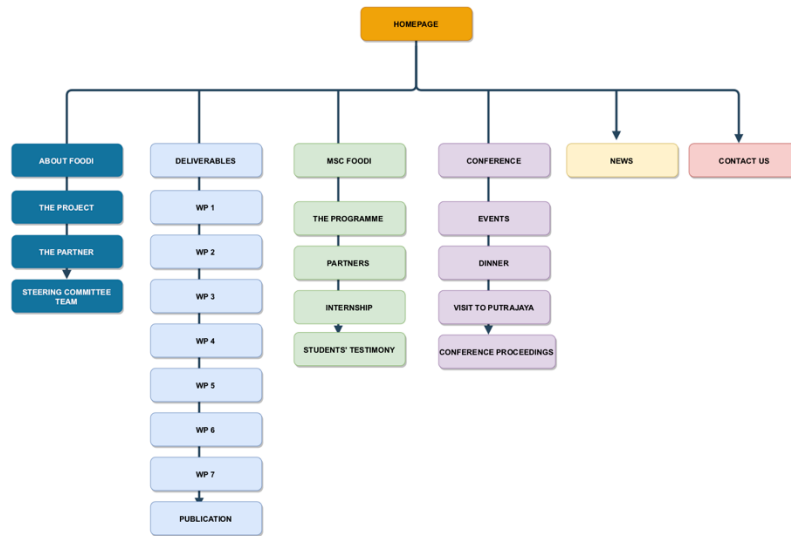 HOMEPAGE
ABOUT FOODI
THE PROJECT
THE PARTNER
STEERING COMMITTEE
TEAM
DELIVERABLES
WP 1
WP 2
WP 3
WP 4
WP 5
WP 6
WP 7
PUBLICATION
MSC FOODI
THE PROGRAMME
PARTNERS
INTERNSHIP
STUDENTS' TESTIMONY
CONFERENCE
EVENTS
DINNER
VISIT TO PUTRAJAYA
CONFERENCE PROCEEDINGS
NEWS
CONTACT US